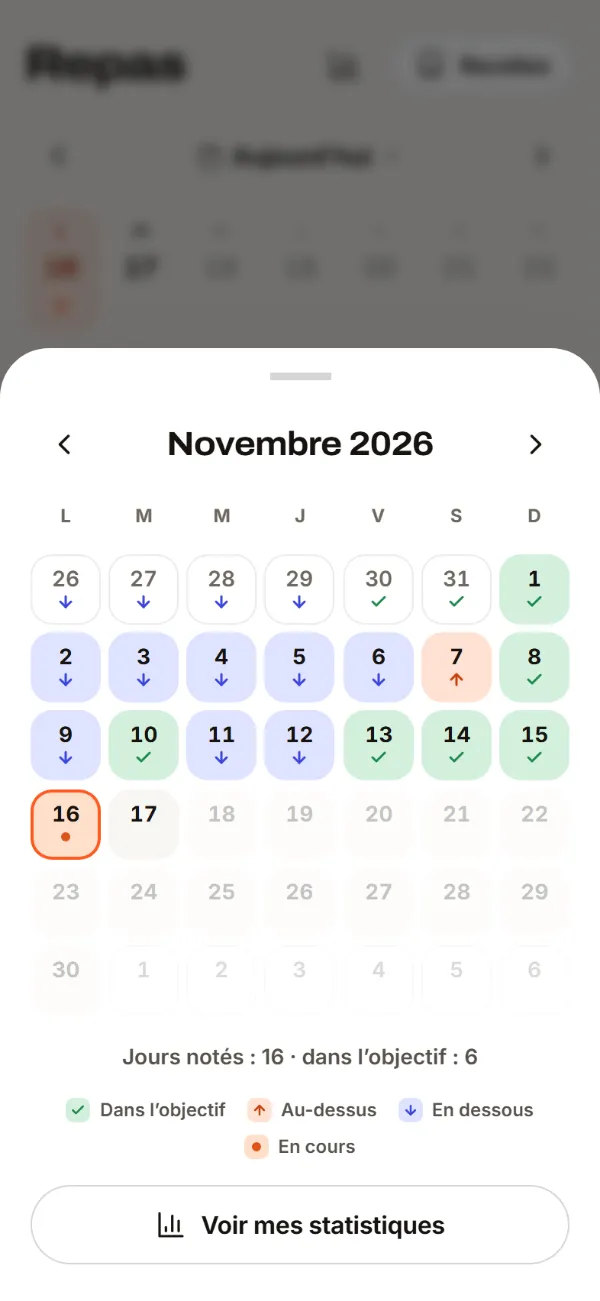 Repas
Recettes
Aujourd'hui
16 17
Novembre 2026
L M M J V S D
26 27 28 29 30 31 1
2 3 4 5 6 7 8
9 10 11 12 13 14 15
16 17 18 19 20 21 22
23 24 25 26 27 28 29
30 1 2 3 4 5 6
Jours notés : 16 · dans l’objectif : 6
Dans l’objectif Au-dessus En dessous
En cours
Voir mes statistiques